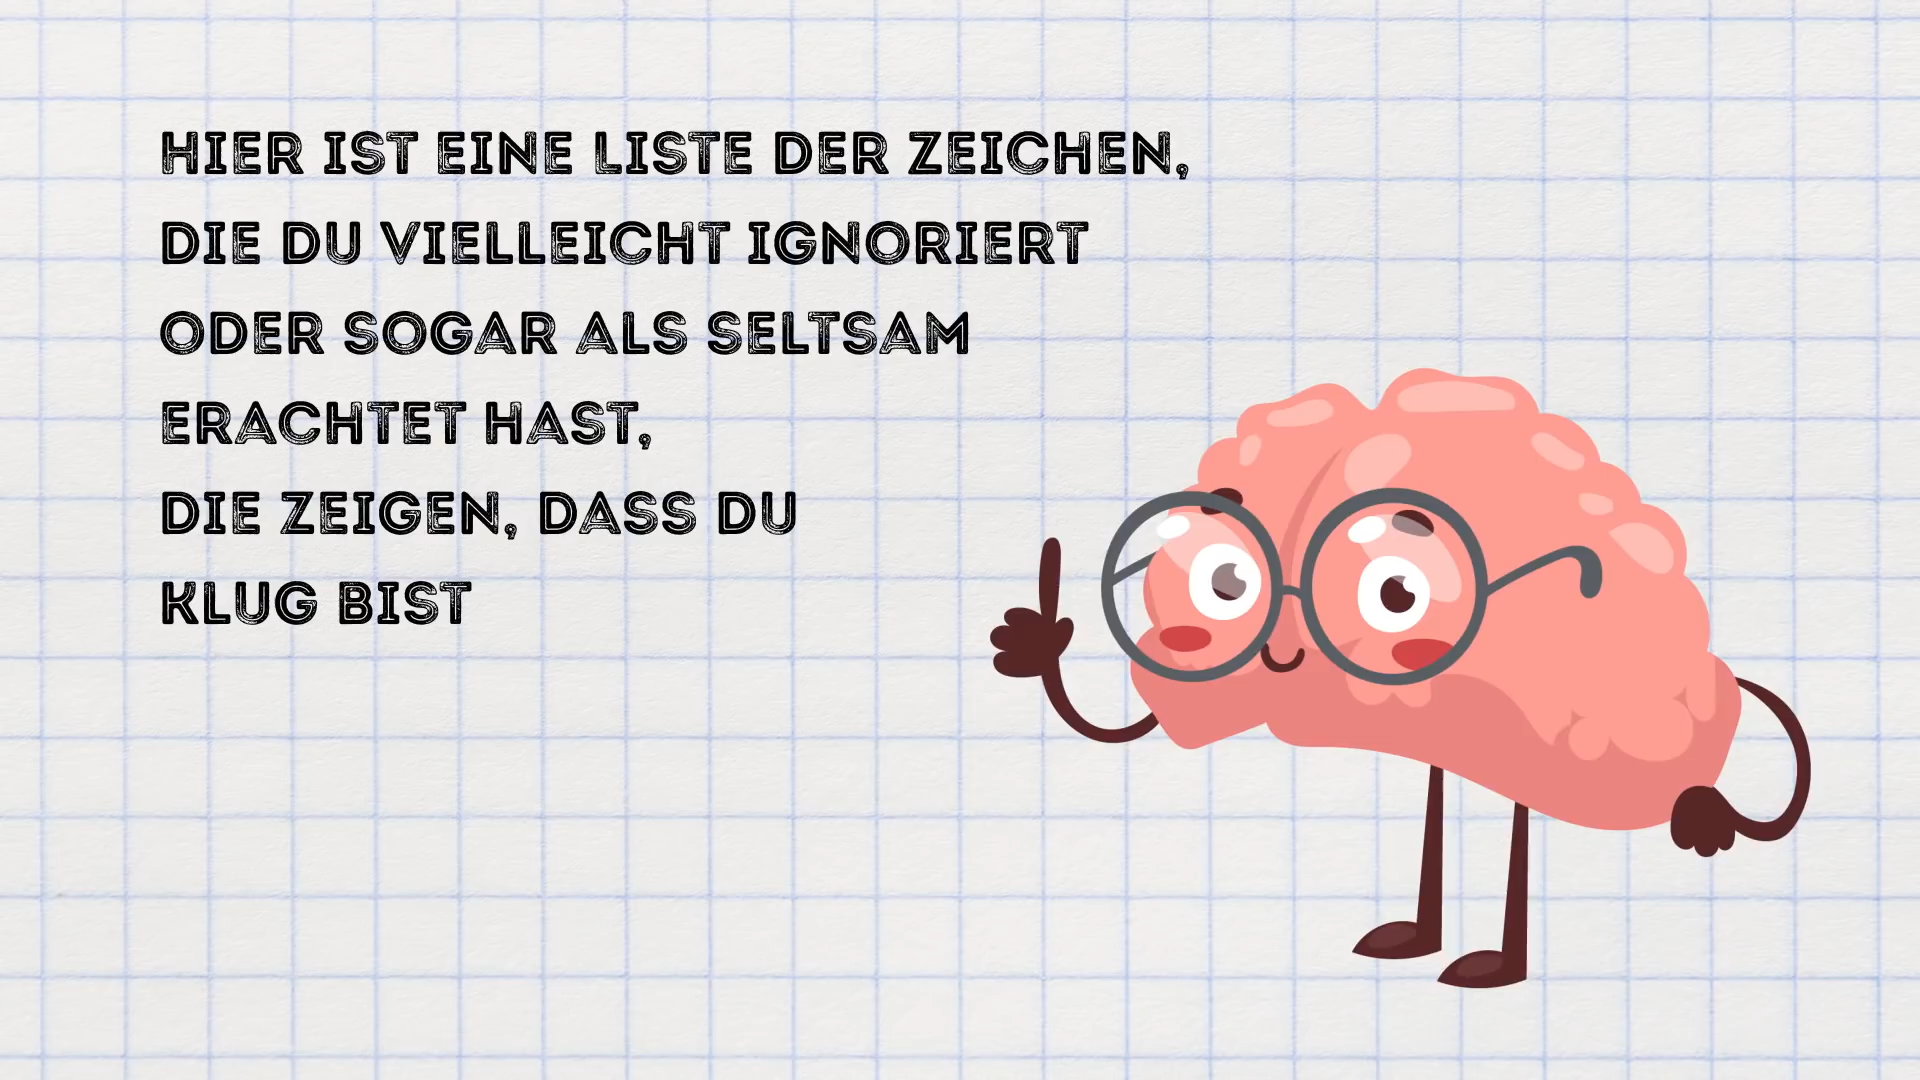 HIER IST EINE LISTE DER ZEICHEN,
DIE DU VIELLEICHT IGNORIERT
ODER SOGAR ALS SELTSAM
ERACHTET HAST,
DIE ZEIGEN, DASS DU
KLUG BIST